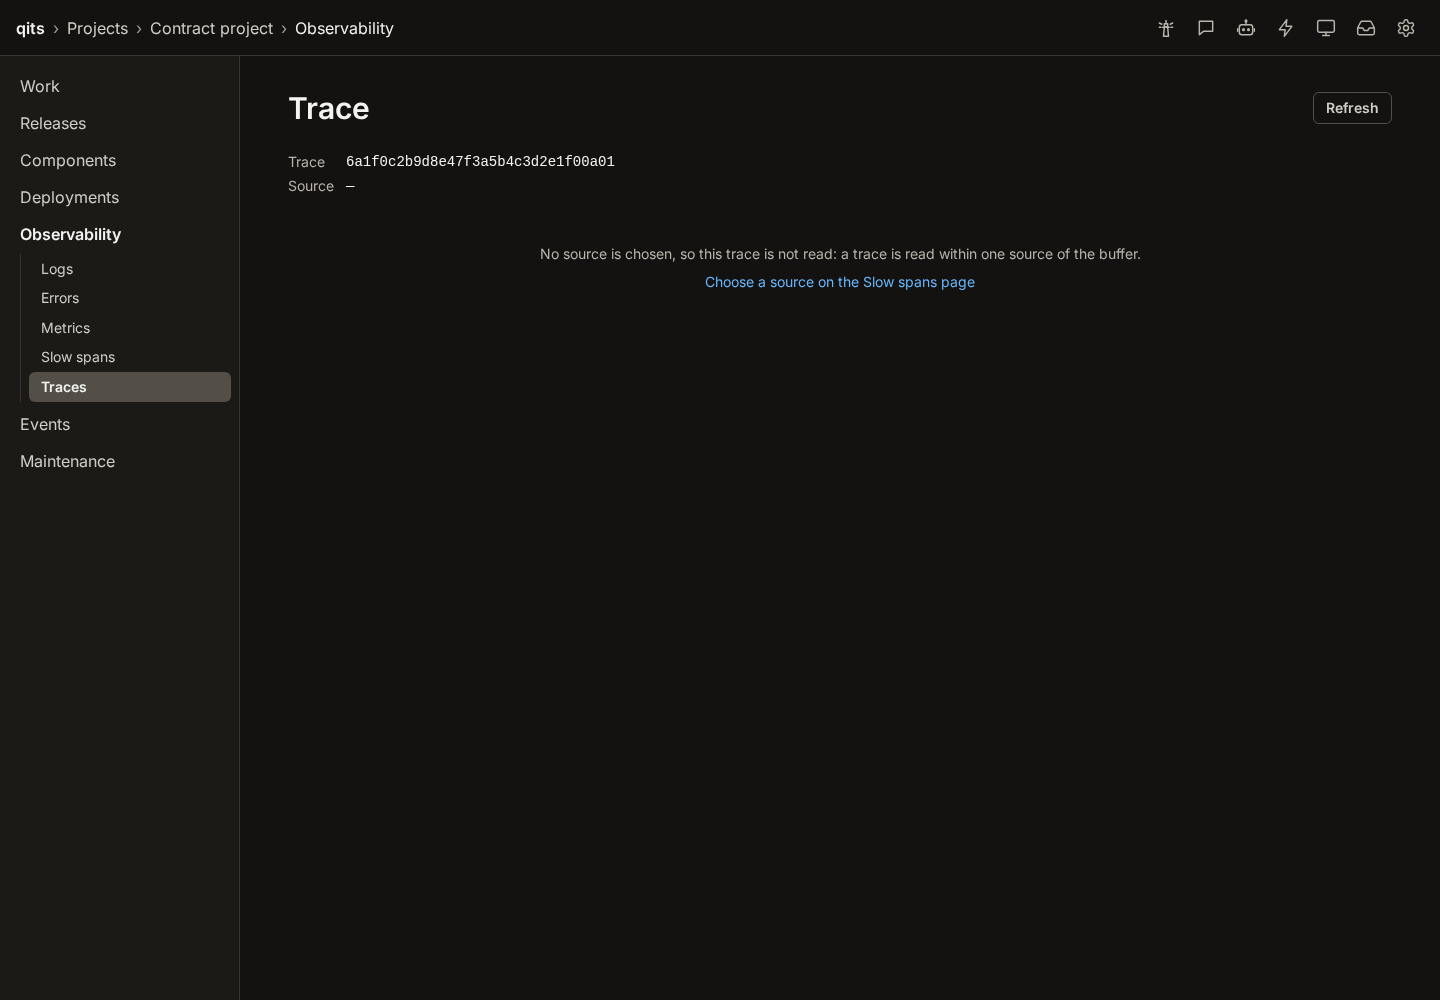 qits › Projects › Contract project › Observability
Work
Releases
Components
Deployments
Observability
Logs
Errors
Metrics
Slow spans
Traces
Events
Maintenance
Trace
Refresh
Trace 6a1f0c2b9d8e47f3a5b4c3d2e1f00a01
Source —
No source is chosen, so this trace is not read: a trace is read within one source of the buffer.
Choose a source on the Slow spans page